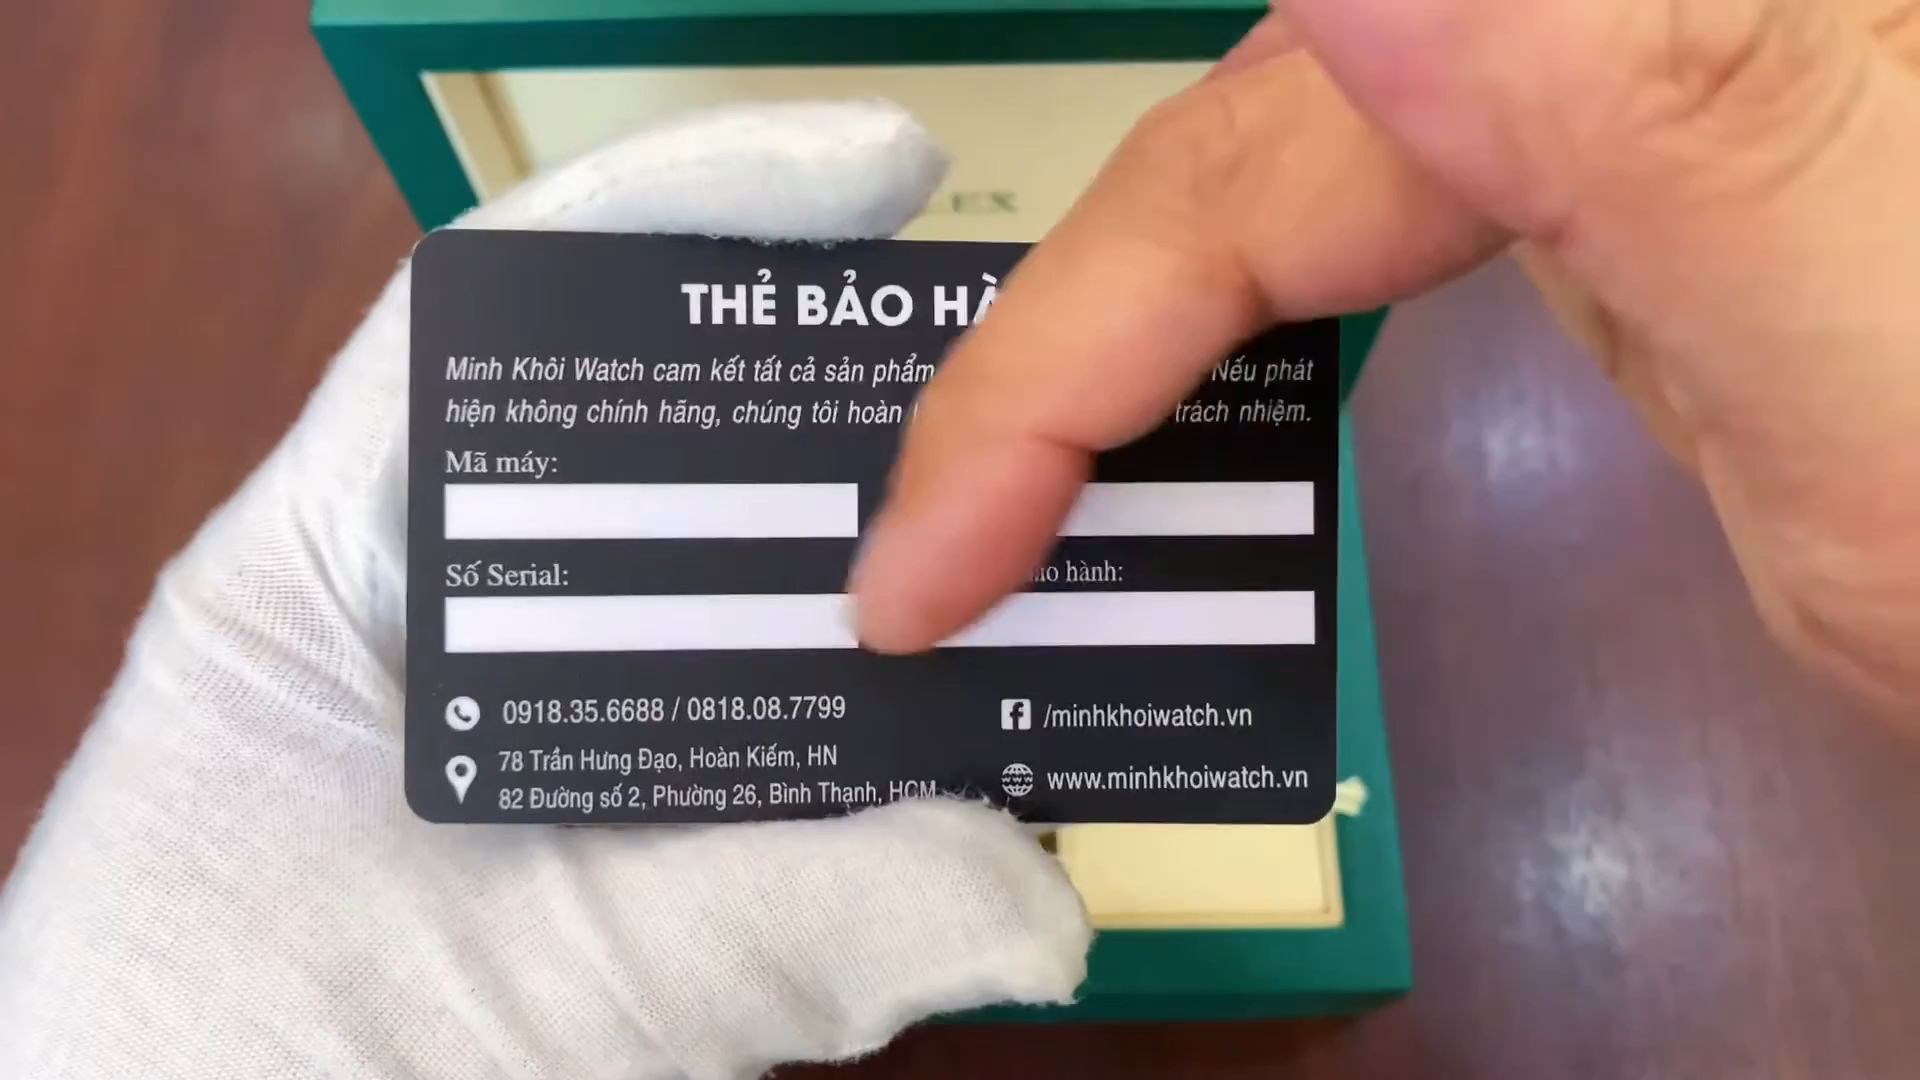 THẺ BẢO
Minh Khôi Watch cam kết tất cả sản phẩm Nếu phát
hiện không chính hãng, chúng tôi hoàn trách nhiệm.
Mã máy:
Số Serial: hành:
0918.35.6688 / 0818.08.7799
/minhkhoiwatch.vn
78 Trần Hưng Đạo, Hoàn Kiếm, HN
82 Đường số 2, Phường 26, Bình Thạnh, HCM
www.minhkhoiwatch.vn